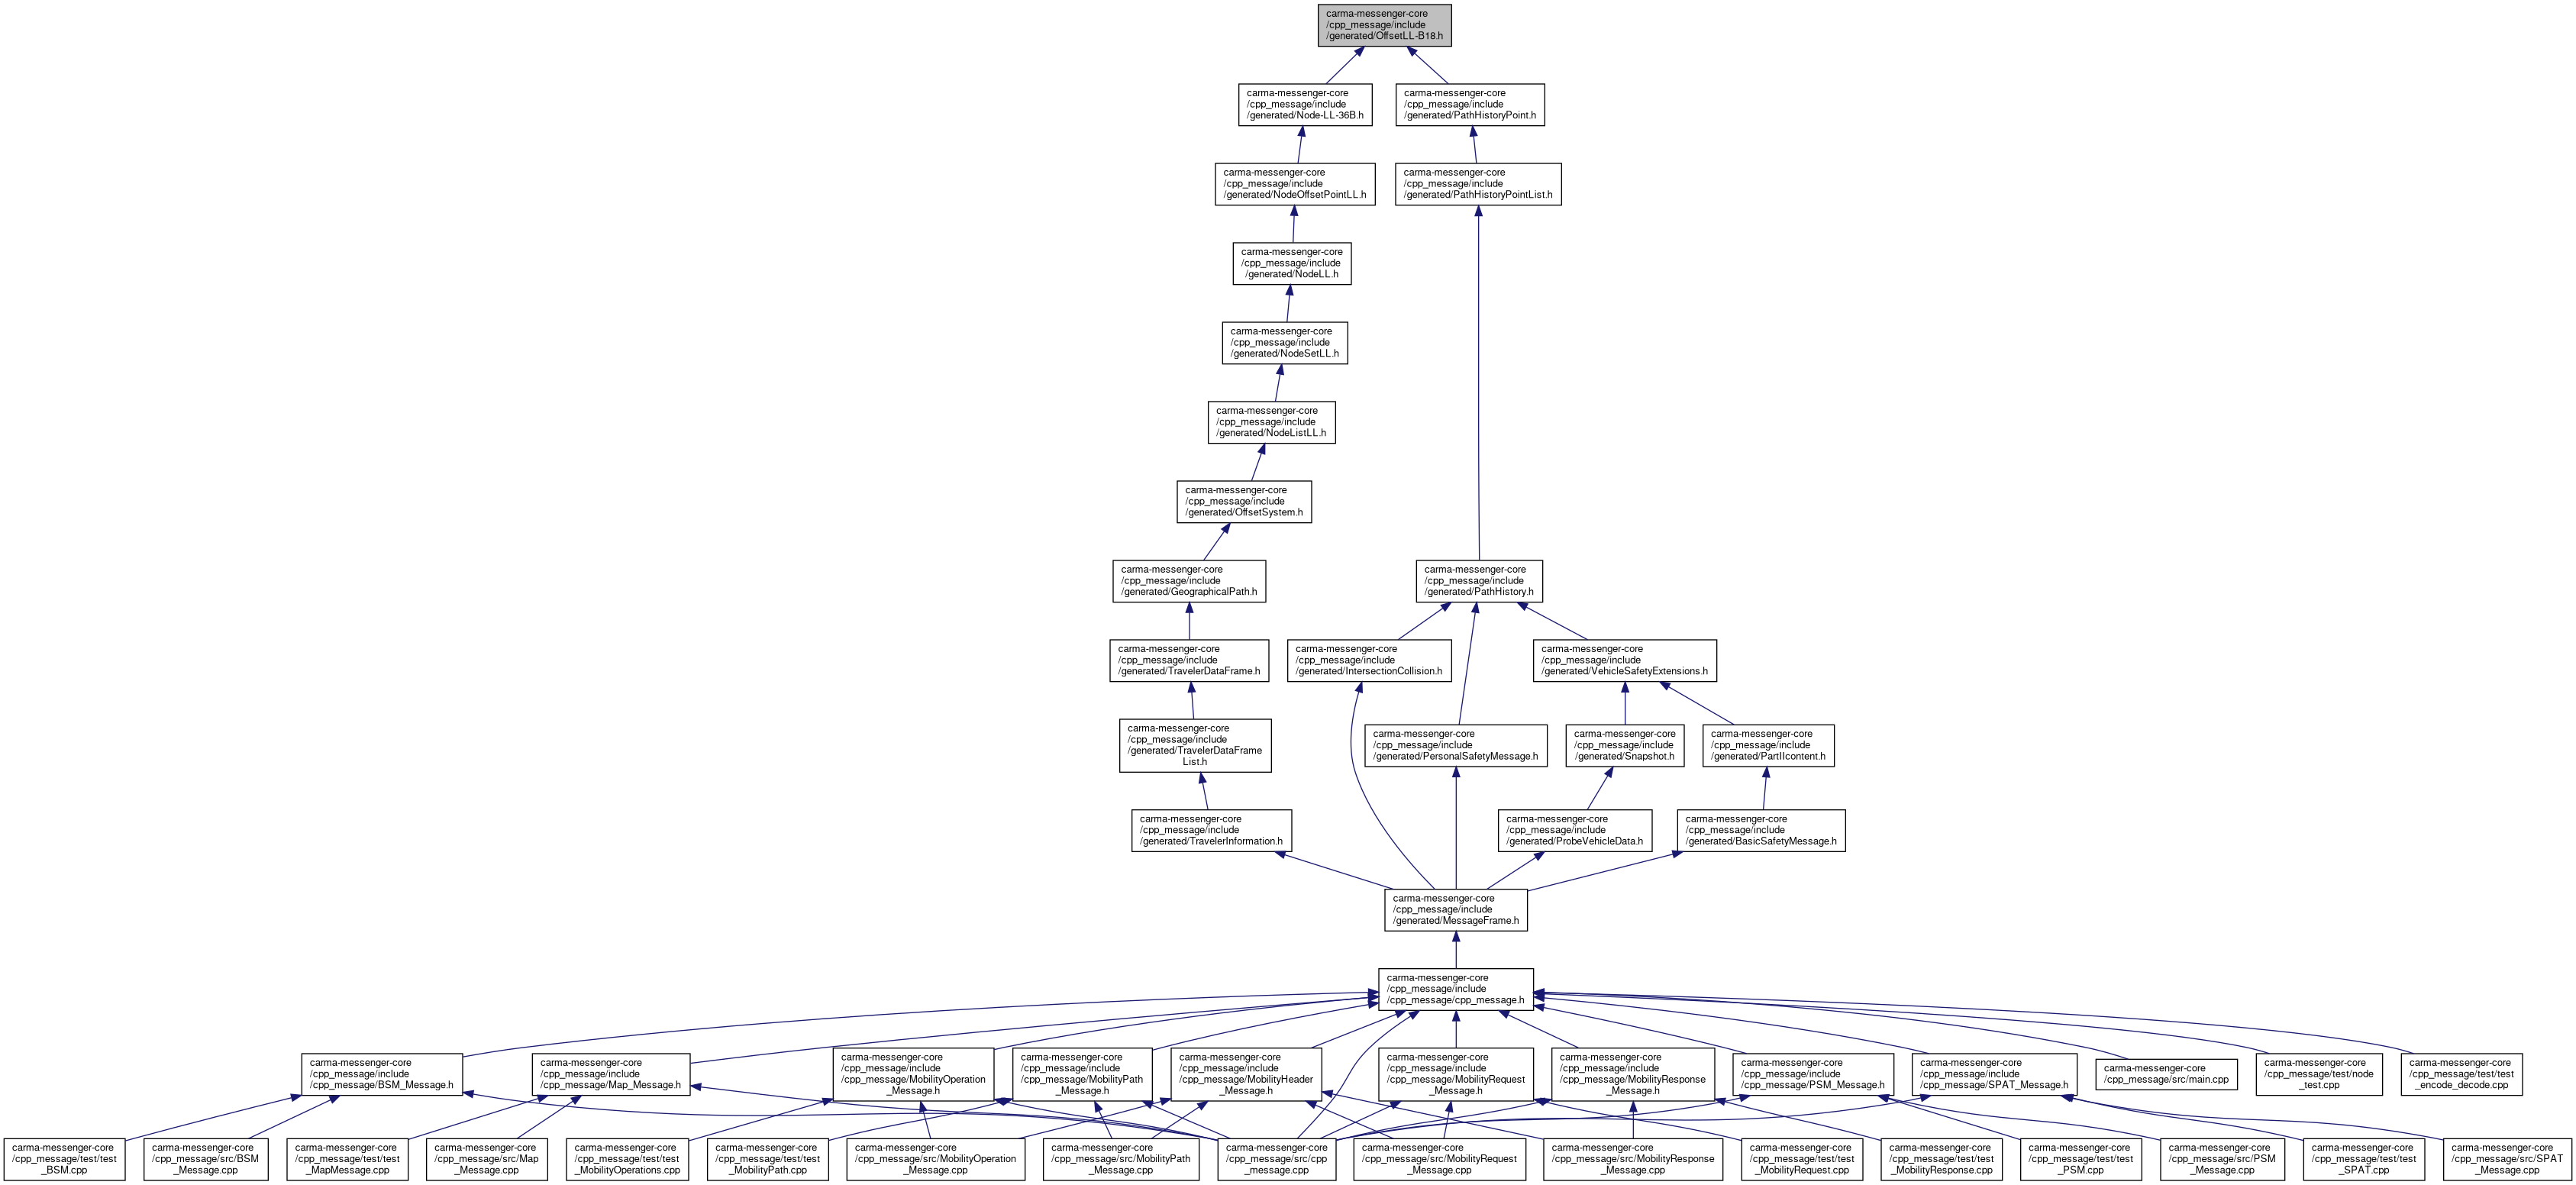 carma-messenger-core
/cpp_message/include
/generated/OffsetLL-B18.h
carma-messenger-core
/cpp_message/include
/generated/Node-LL-36B.h
carma-messenger-core
/cpp_message/include
/generated/PathHistoryPoint.h
carma-messenger-core
/cpp_message/include
/generated/NodeOffsetPointLL.h
carma-messenger-core
/cpp_message/include
/generated/PathHistoryPointList.h
carma-messenger-core
/cpp_message/include
/generated/NodeLL.h
carma-messenger-core
/cpp_message/include
/generated/NodeSetLL.h
carma-messenger-core
/cpp_message/include
/generated/NodeListLL.h
carma-messenger-core
/cpp_message/include
/generated/OffsetSystem.h
carma-messenger-core
/cpp_message/include
/generated/GeographicalPath.h
carma-messenger-core
/cpp_message/include
/generated/PathHistory.h
carma-messenger-core
/cpp_message/include
/generated/TravelerDataFrame.h
carma-messenger-core
/cpp_message/include
/generated/IntersectionCollision.h
carma-messenger-core
/cpp_message/include
/generated/VehicleSafetyExtensions.h
carma-messenger-core
/cpp_message/include
/generated/TravelerDataFrame
List.h
carma-messenger-core
/cpp_message/include
/generated/PersonalSafetyMessage.h
carma-messenger-core
/cpp_message/include
/generated/Snapshot.h
carma-messenger-core
/cpp_message/include
/generated/PartIIcontent.h
carma-messenger-core
/cpp_message/include
/generated/TravelerInformation.h
carma-messenger-core
/cpp_message/include
/generated/ProbeVehicleData.h
carma-messenger-core
/cpp_message/include
/generated/BasicSafetyMessage.h
carma-messenger-core
/cpp_message/include
/generated/MessageFrame.h
carma-messenger-core
/cpp_message/include
/cpp_message/cpp_message.h
carma-messenger-core
/cpp_message/include
/cpp_message/BSM_Message.h
carma-messenger-core
/cpp_message/include
/cpp_message/Map_Message.h
carma-messenger-core
/cpp_message/include
/cpp_message/MobilityOperation
_Message.h
carma-messenger-core
/cpp_message/include
/cpp_message/MobilityPath
_Message.h
carma-messenger-core
/cpp_message/include
/cpp_message/MobilityHeader
_Message.h
carma-messenger-core
/cpp_message/include
/cpp_message/MobilityRequest
_Message.h
carma-messenger-core
/cpp_message/include
/cpp_message/MobilityResponse
_Message.h
carma-messenger-core
/cpp_message/include
/cpp_message/PSM_Message.h
carma-messenger-core
/cpp_message/include
/cpp_message/SPAT_Message.h
carma-messenger-core
/cpp_message/src/main.cpp
carma-messenger-core
/cpp_message/test/node
_test.cpp
carma-messenger-core
/cpp_message/test/test
_encode_decode.cpp
carma-messenger-core
/cpp_message/test/test
_BSM.cpp
carma-messenger-core
/cpp_message/src/BSM
_Message.cpp
carma-messenger-core
/cpp_message/test/test
_MapMessage.cpp
carma-messenger-core
/cpp_message/src/Map
_Message.cpp
carma-messenger-core
/cpp_message/test/test
_MobilityOperations.cpp
carma-messenger-core
/cpp_message/test/test
_MobilityPath.cpp
carma-messenger-core
/cpp_message/src/MobilityOperation
_Message.cpp
carma-messenger-core
/cpp_message/src/MobilityPath
_Message.cpp
carma-messenger-core
/cpp_message/src/cpp
_message.cpp
carma-messenger-core
/cpp_message/src/MobilityRequest
_Message.cpp
carma-messenger-core
/cpp_message/src/MobilityResponse
_Message.cpp
carma-messenger-core
/cpp_message/test/test
_MobilityRequest.cpp
carma-messenger-core
/cpp_message/test/test
_MobilityResponse.cpp
carma-messenger-core
/cpp_message/test/test
_PSM.cpp
carma-messenger-core
/cpp_message/src/PSM
_Message.cpp
carma-messenger-core
/cpp_message/test/test
_SPAT.cpp
carma-messenger-core
/cpp_message/src/SPAT
_Message.cpp